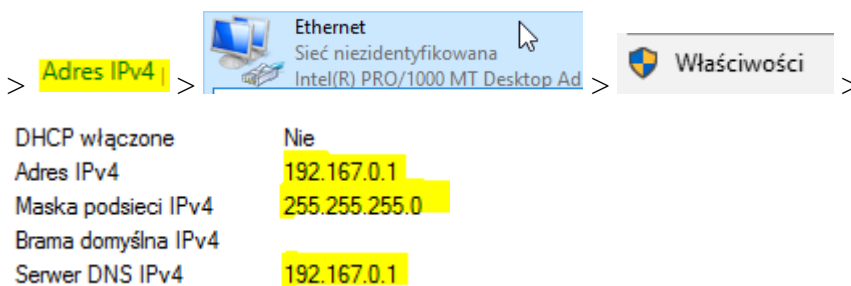 > Adres IPv4 > Ethernet
Sieć niezidentyfikowana
Intel(R) PRO/1000 MT Desktop Ad > Właściwości >
DHCP włączone Nie
Adres IPv4 192.167.0.1
Maska podsieci IPv4 255.255.255.0
Brama domyślna IPv4
Serwer DNS IPv4 192.167.0.1